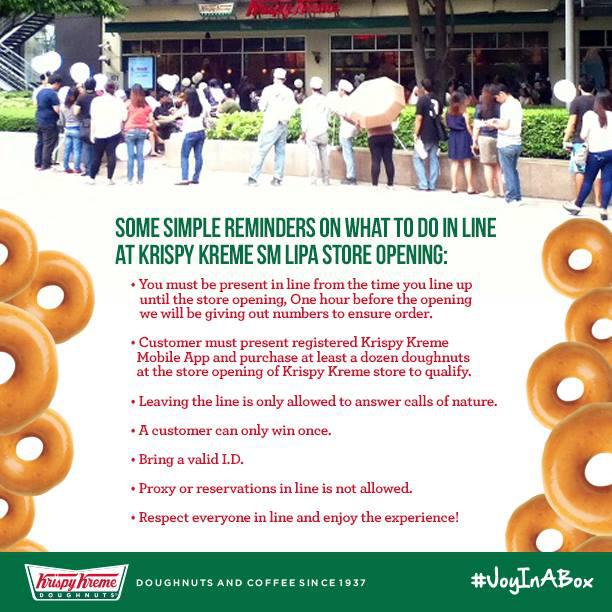 Krispy Kreme
SOME SIMPLE REMINDERS ON WHAT TO DO IN LINE
AT KRISPY KREME SM LIPA STORE OPENING:
• You must be present in line from the time you line up
until the store opening, One hour before the opening
we will be giving out numbers to ensure order.
• Customer must present registered Krispy Kreme
Mobile App and purchase at least a dozen doughnuts
at the store opening of Krispy Kreme store to qualify.
• Leaving the line is only allowed to answer calls of nature.
• A customer can only win once.
• Bring a valid I.D.
• Proxy or reservations in line is not allowed.
• Respect everyone in line and enjoy the experience!
Krispy Kreme
DOUGHNUTS
DOUGHNUTS AND COFFEE SINCE 1937
#JoyInABox